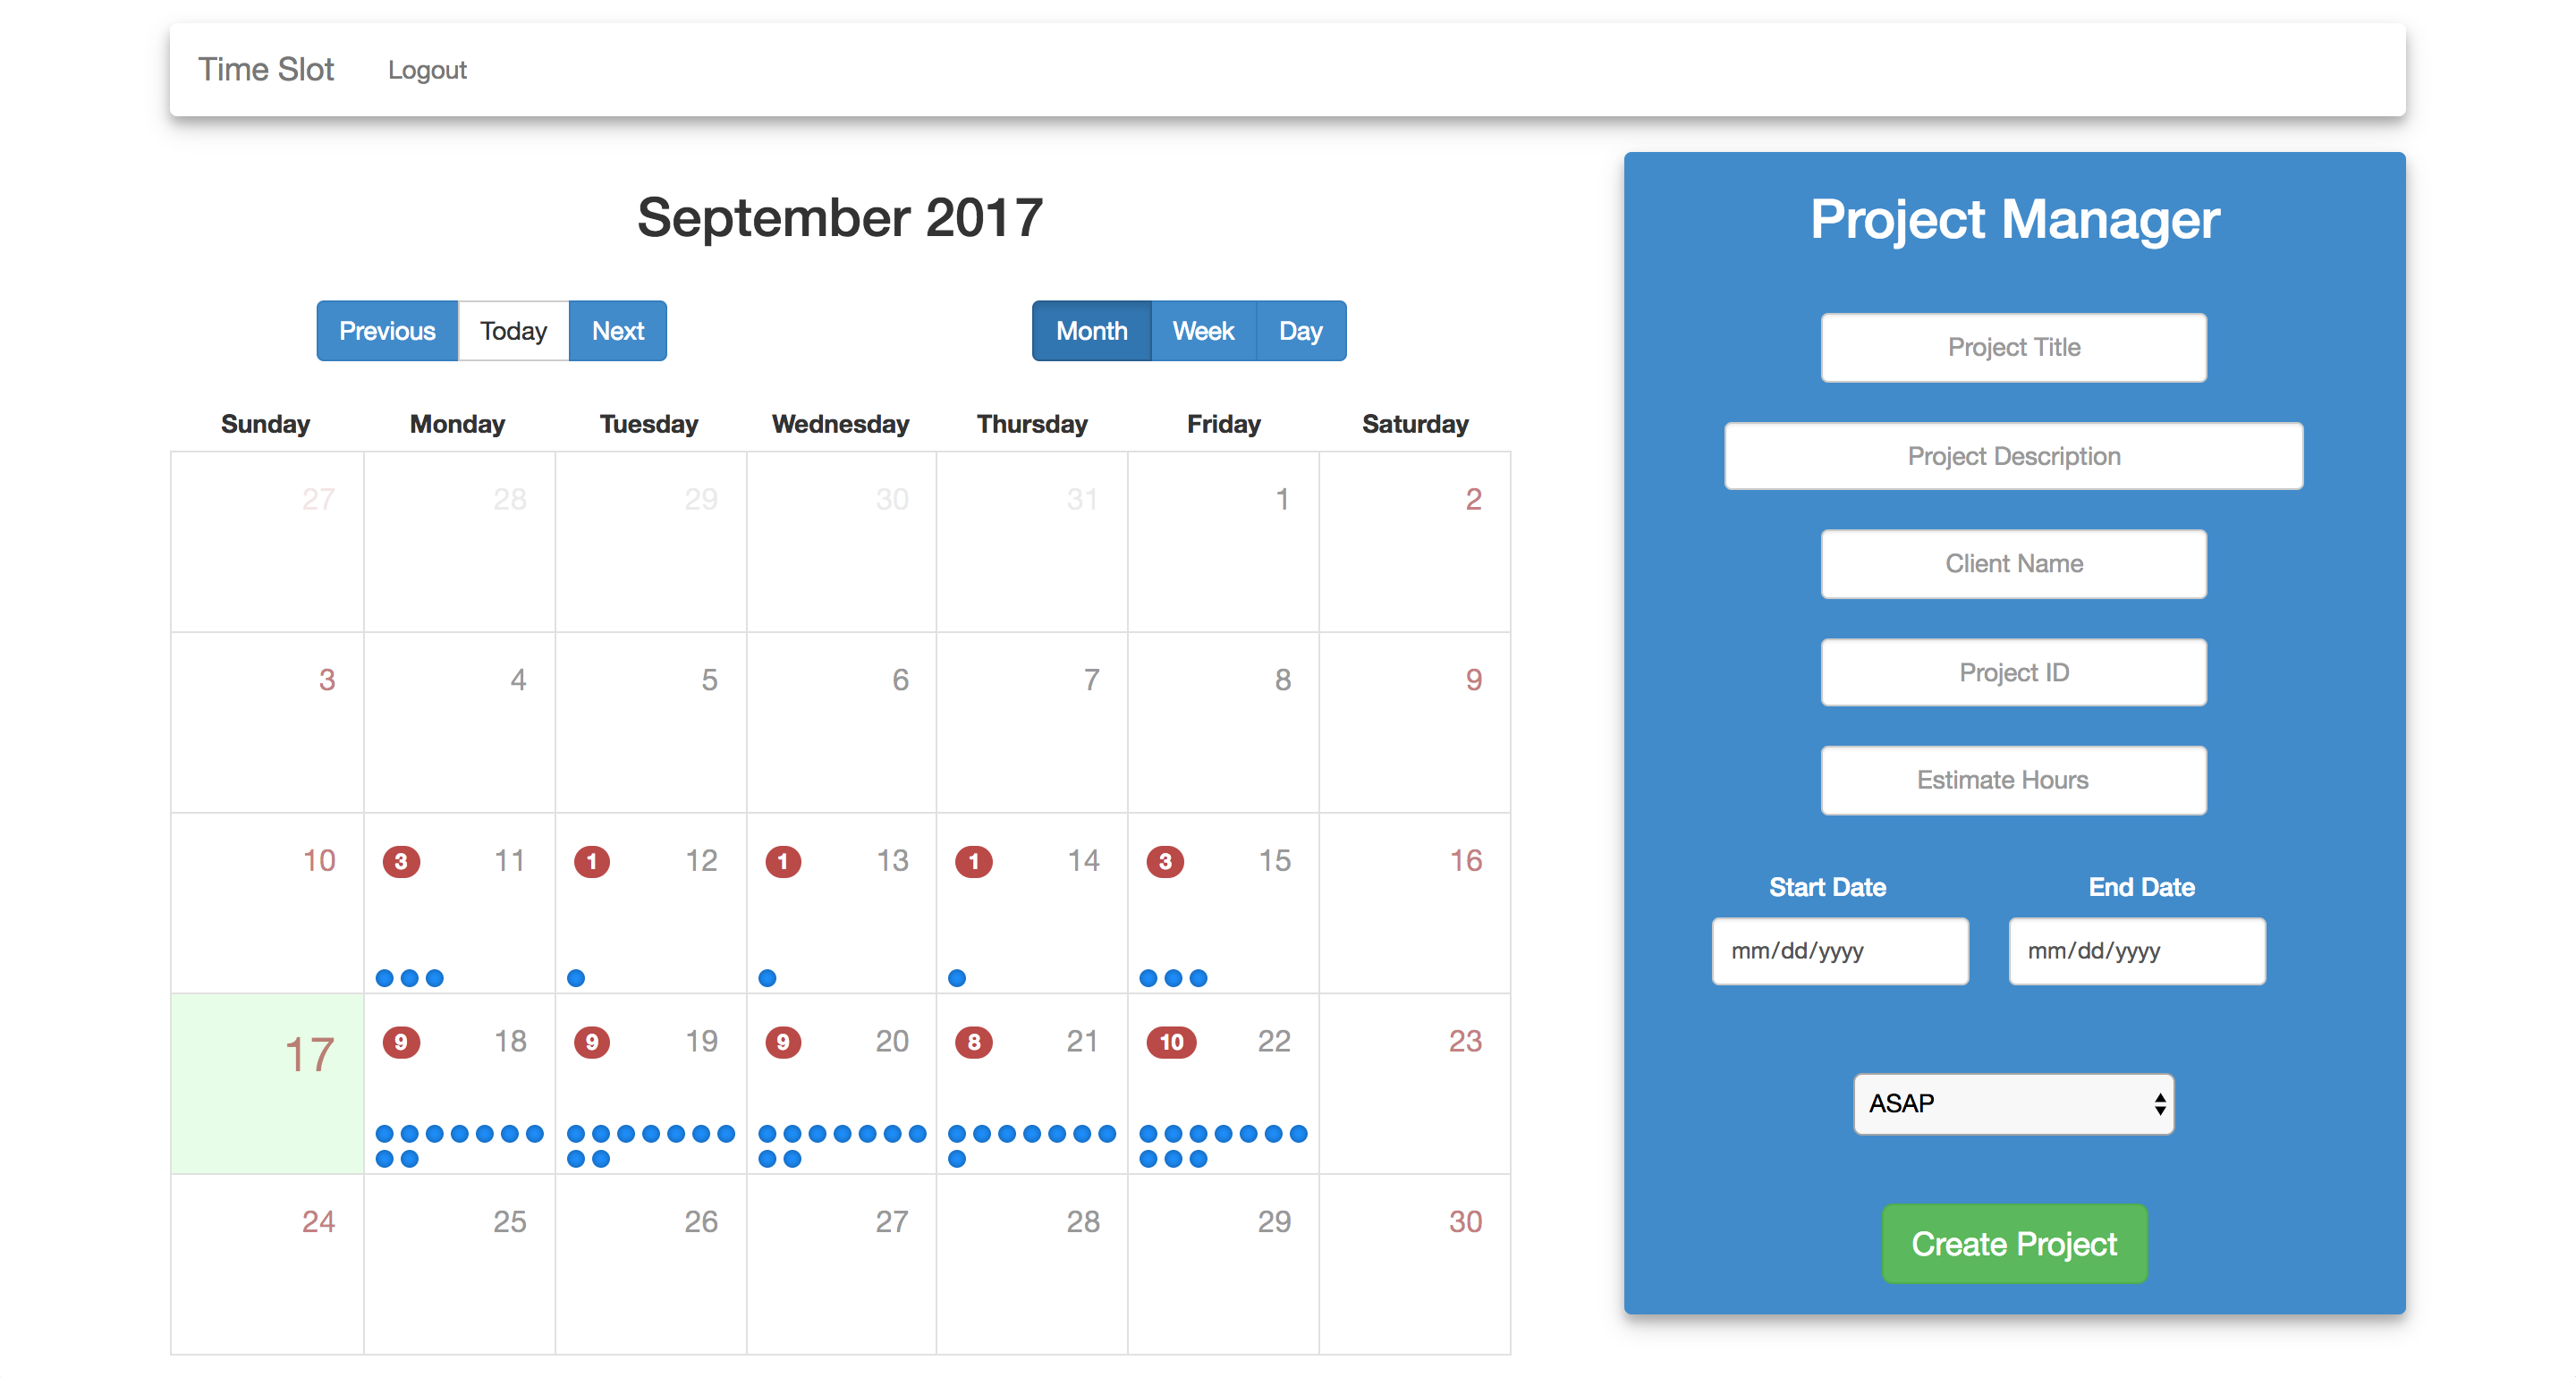 Time Slot Logout
September 2017
Previous Today Next Month Week Day
Sunday Monday Tuesday Wednesday Thursday Friday Saturday
27 28 29 30 31 1 2
3 4 5 6 7 8 9
10 3 11 1 12 1 13 1 14 3 15 16
17 9 18 9 19 9 20 8 21 10 22 23
24 25 26 27 28 29 30
Project Manager
Project Title
Project Description
Client Name
Project ID
Estimate Hours
Start Date End Date
mm/dd/yyyy mm/dd/yyyy
ASAP
Create Project